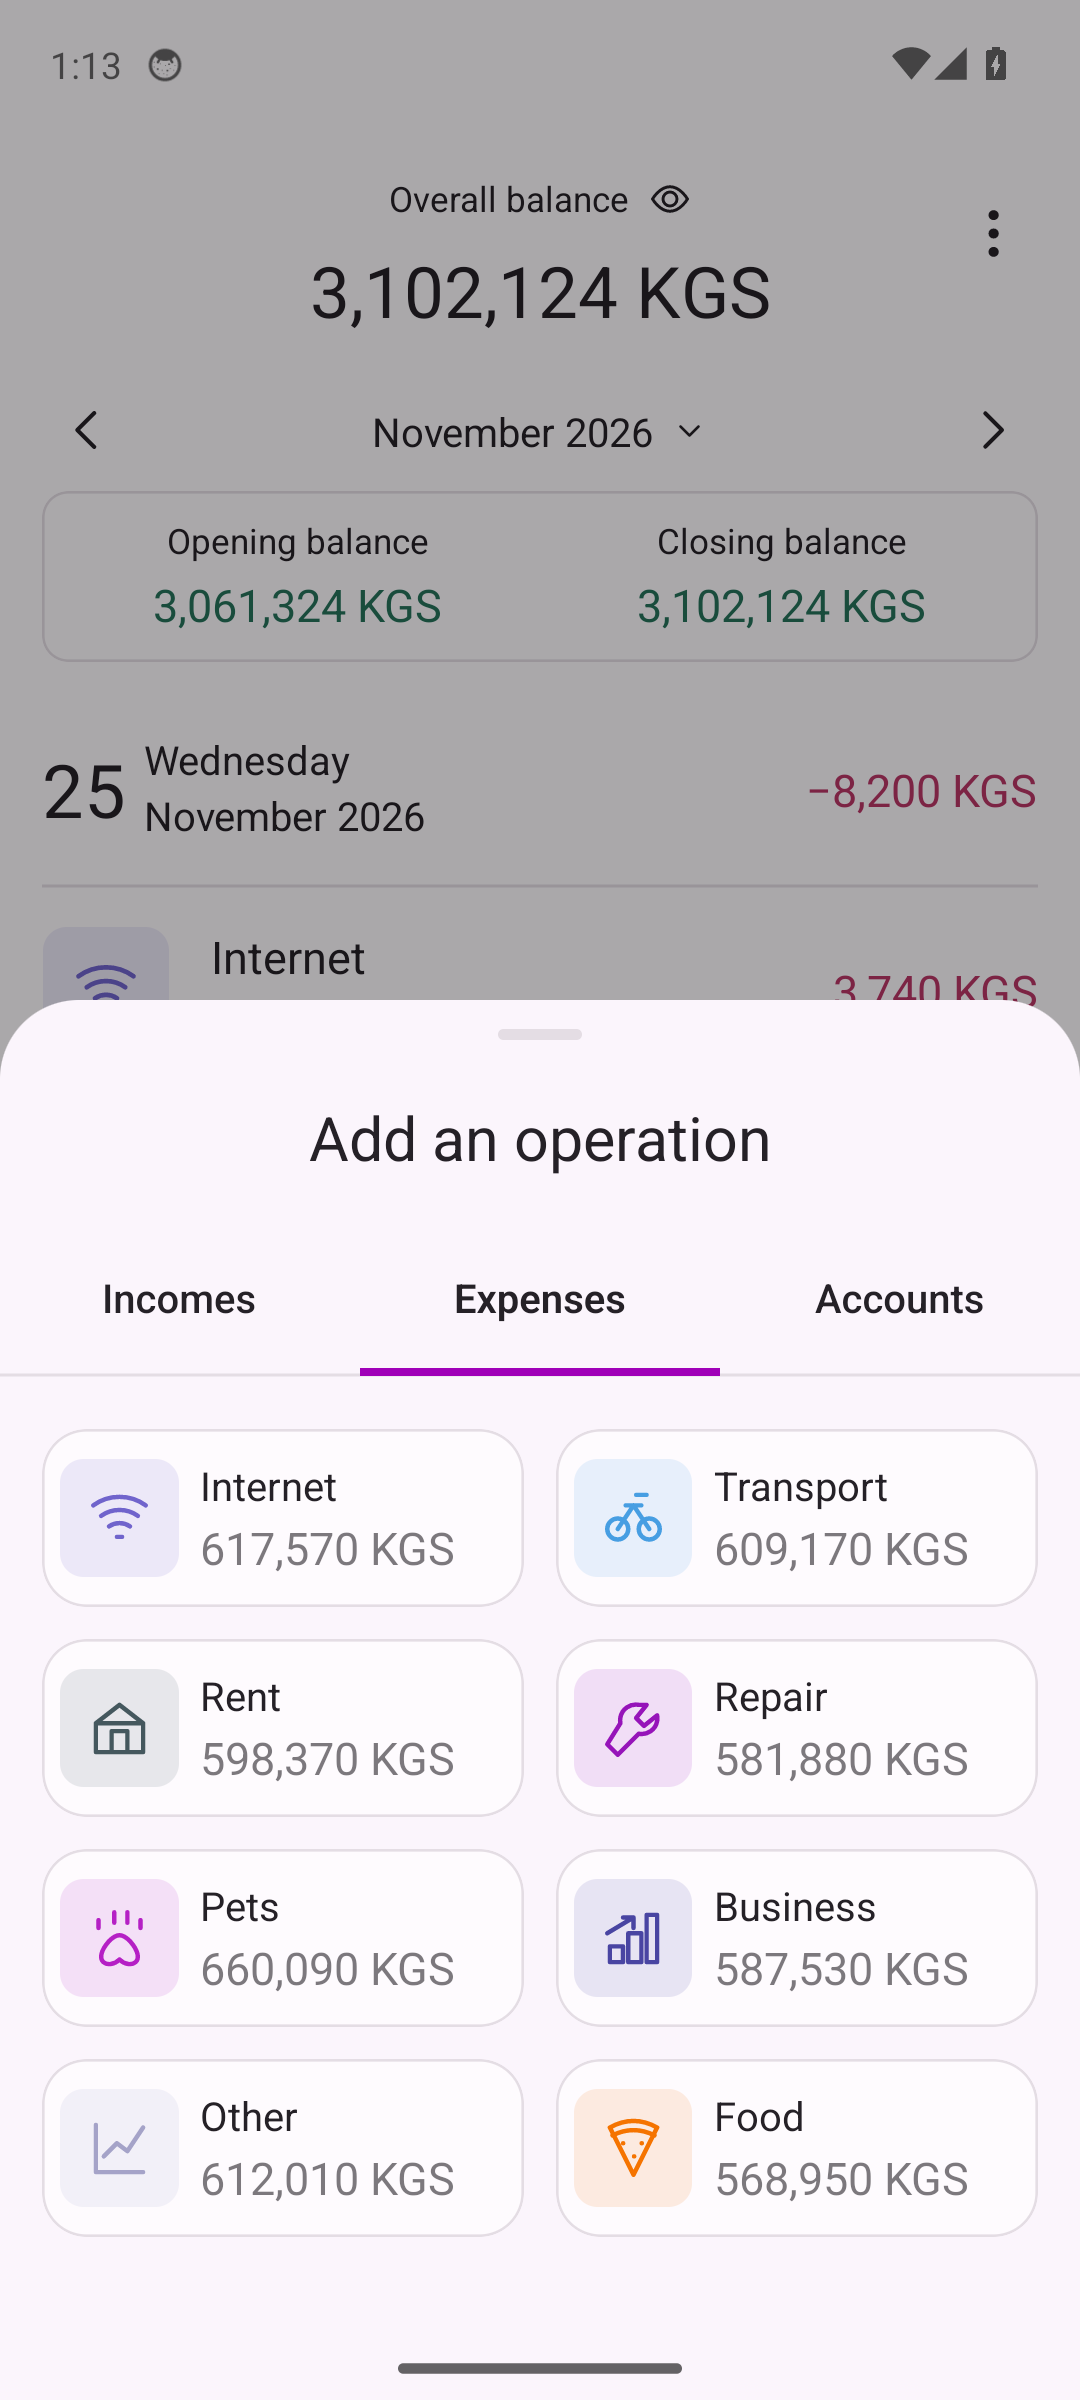 1:13
Overall balance
3,102,124 KGS
November 2026
Opening balance
Closing balance
3,061,324 KGS
3,102,124 KGS
25
Wednesday
November 2026
−8,200 KGS
Internet
3,740 KGS
Add an operation
Incomes
Expenses
Accounts
Internet
617,570 KGS
Transport
609,170 KGS
Rent
598,370 KGS
Repair
581,880 KGS
Pets
660,090 KGS
Business
587,530 KGS
Other
612,010 KGS
Food
568,950 KGS